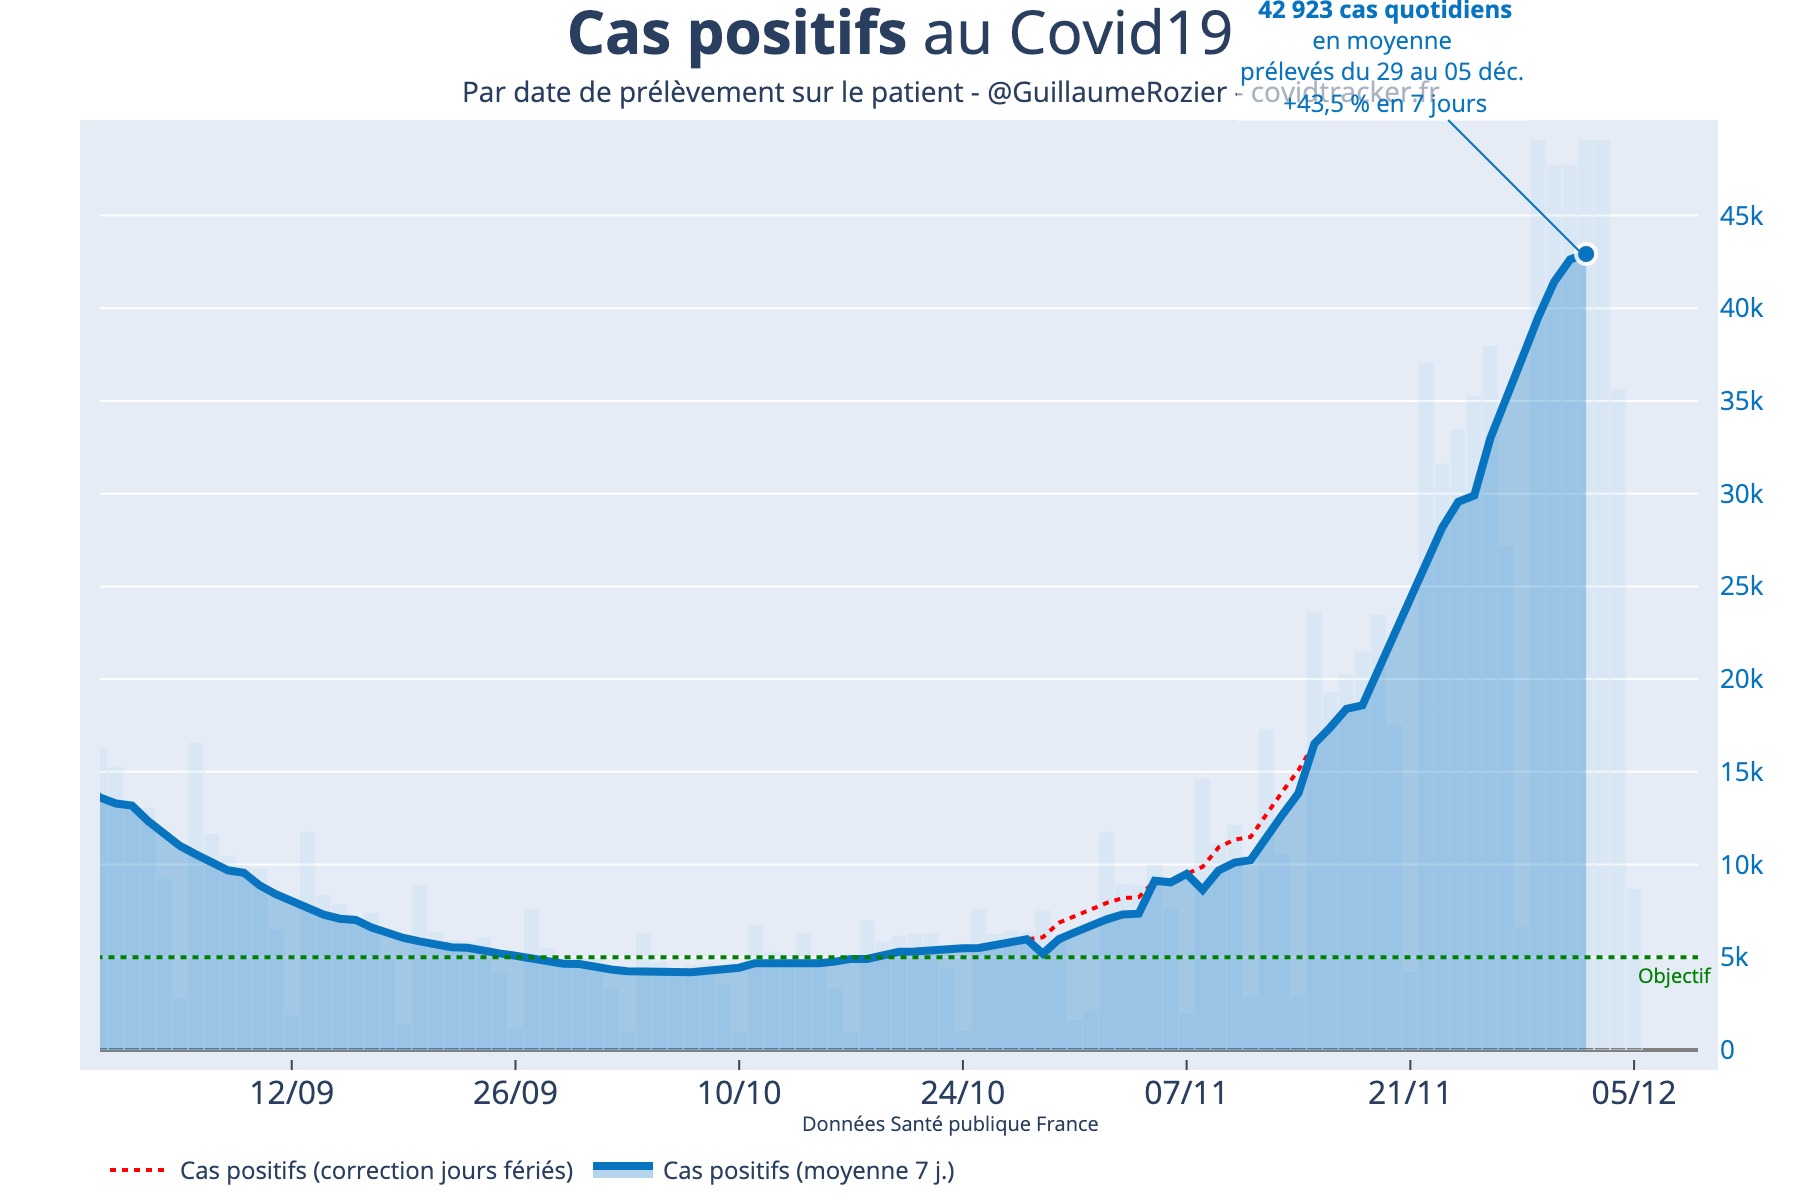 Cas positifs au Covid19
Par date de prélèvement sur le patient - @GuillaumeRozier - covidtracker.fr
42 923 cas quotidiens
en moyenne
prélevés du 29 au 05 déc.
+43,5 % en 7 jours
45k
40k
35k
30k
25k
20k
15k
10k
5k
Objectif
0
12/09
26/09
10/10
24/10
07/11
21/11
05/12
Données Santé publique France
Cas positifs (correction jours fériés)
Cas positifs (moyenne 7 j.)